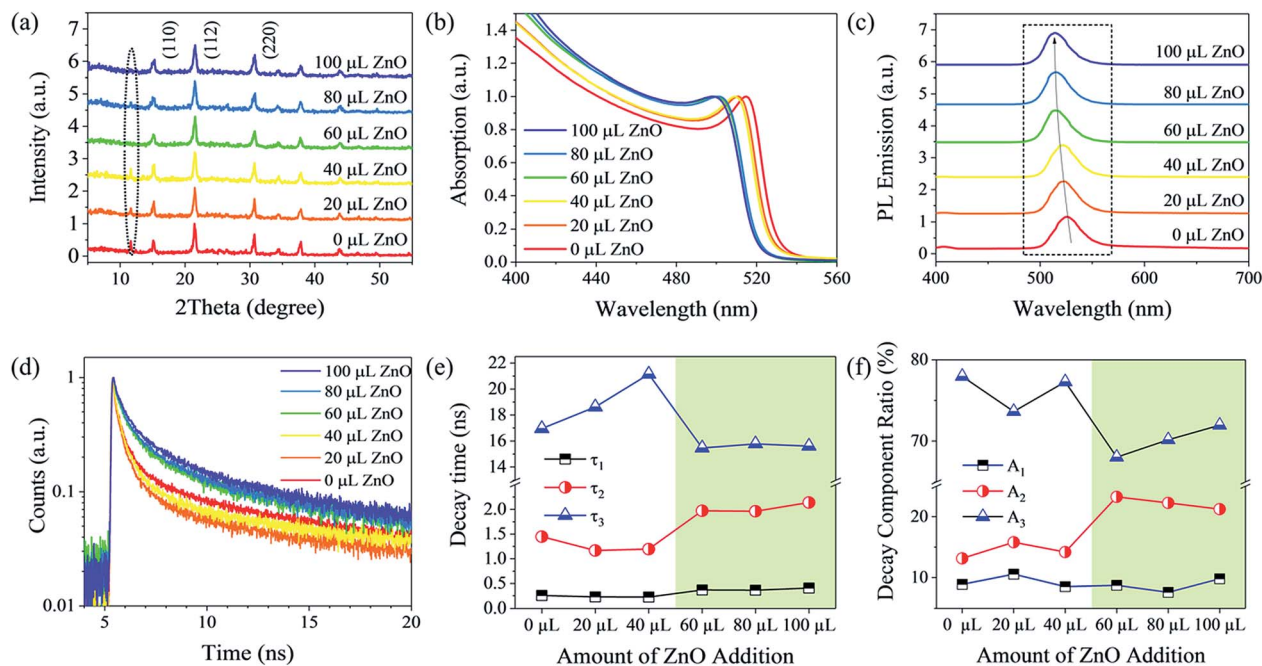 (a)
(110)
(112)
(220)
100 µL ZnO
80 µL ZnO
60 µL ZnO
40 µL ZnO
20 µL ZnO
0 µL ZnO
Intensity (a.u.)
7
6
5
4
3
2
1
0
10 20 30 40 50
2Theta (degree)
(b)
Absorption (a.u.)
1.4
1.2
1.0
0.8
0.6
0.4
0.2
0.0
100 µL ZnO
80 µL ZnO
60 µL ZnO
40 µL ZnO
20 µL ZnO
0 µL ZnO
400 440 480 520 560
Wavelength (nm)
(c)
PL Emission (a.u.)
7
6
5
4
3
2
1
0
100 µL ZnO
80 µL ZnO
60 µL ZnO
40 µL ZnO
20 µL ZnO
0 µL ZnO
400 500 600 700
Wavelength (nm)
(d)
Counts (a.u.)
1
0.1
0.01
100 µL ZnO
80 µL ZnO
60 µL ZnO
40 µL ZnO
20 µL ZnO
0 µL ZnO
5 10 15 20
Time (ns)
(e)
Decay time (ns)
22
20
18
16
14
2.0
1.5
1.0
0.5
0.0
τ1
τ2
τ3
0 µL 20 µL 40 µL 60 µL 80 µL 100 µL
Amount of ZnO Addition
(f)
Decay Component Ratio (%)
80
70
20
10
A1
A2
A3
0 µL 20 µL 40 µL 60 µL 80 µL 100 µL
Amount of ZnO Addition